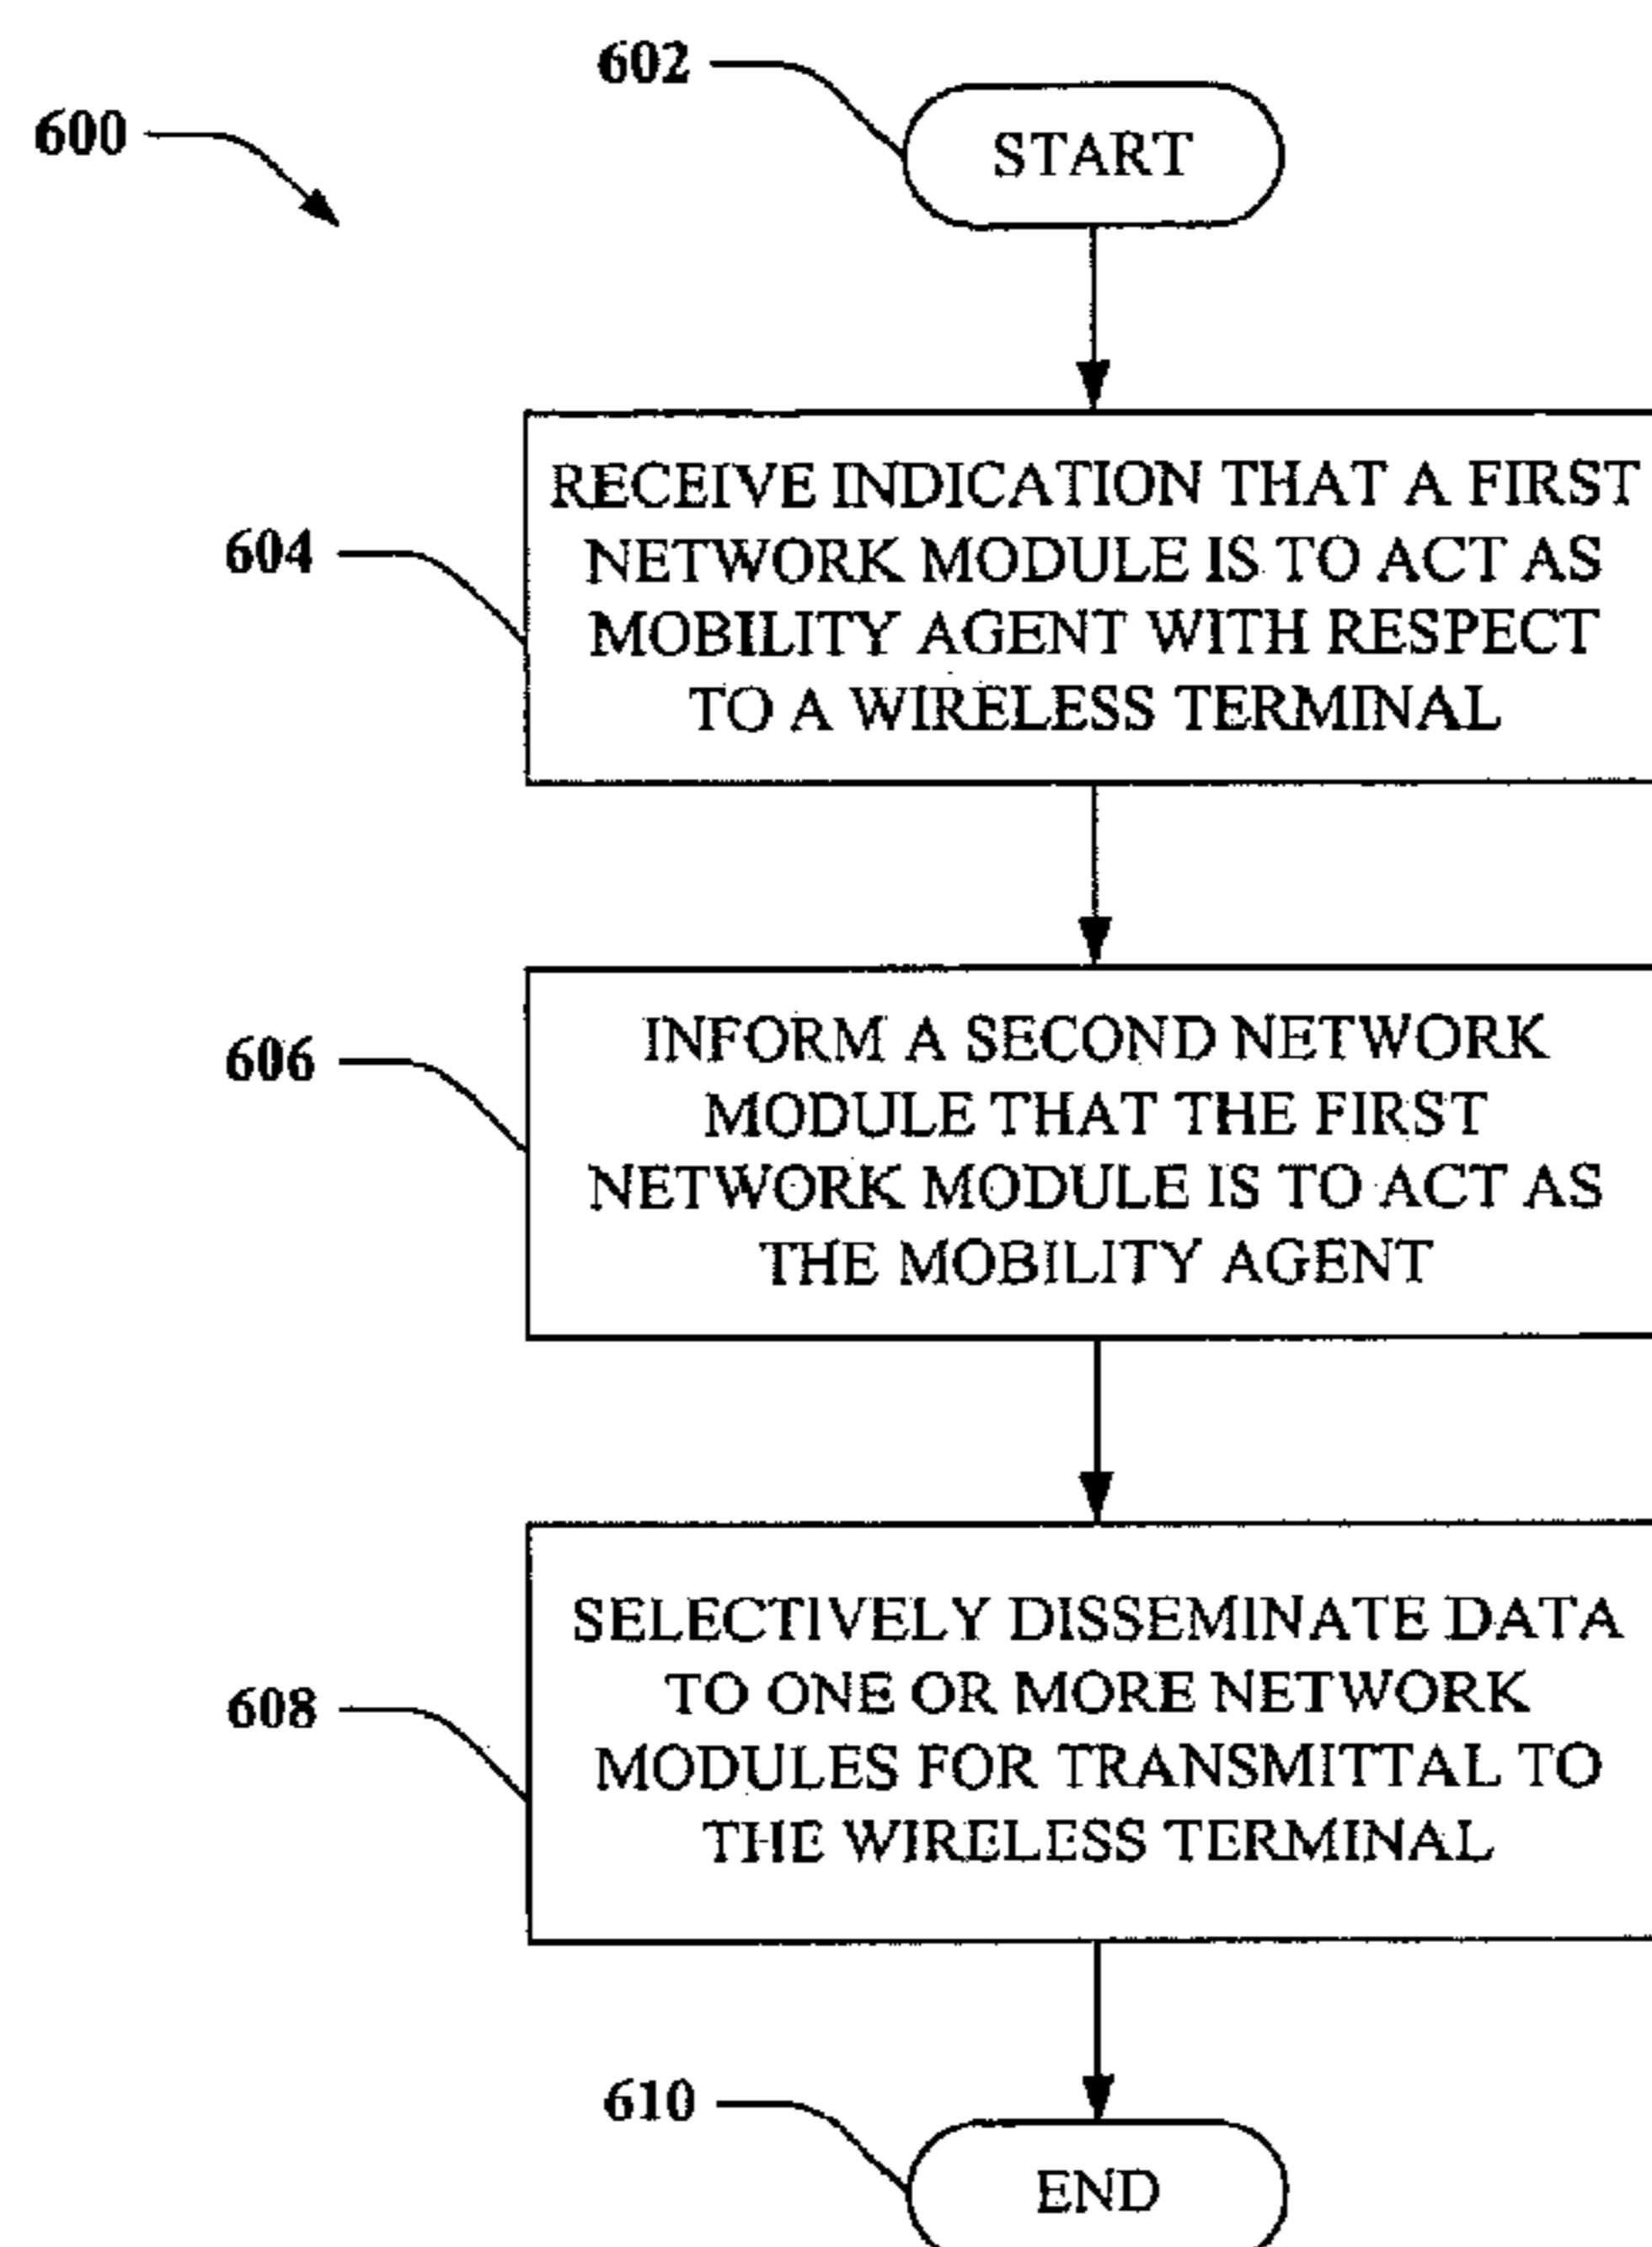 602
START
600
RECEIVE INDICATION THAT A FIRST
NETWORK MODULE IS TO ACT AS
MOBILITY AGENT WITH RESPECT
TO A WIRELESS TERMINAL
604
INFORM A SECOND NETWORK
MODULE THAT THE FIRST
NETWORK MODULE IS TO ACT AS
THE MOBILITY AGENT
606
SELECTIVELY DISSEMINATE DATA
TO ONE OR MORE NETWORK
MODULES FOR TRANSMITTAL TO
THE WIRELESS TERMINAL
608
610
END